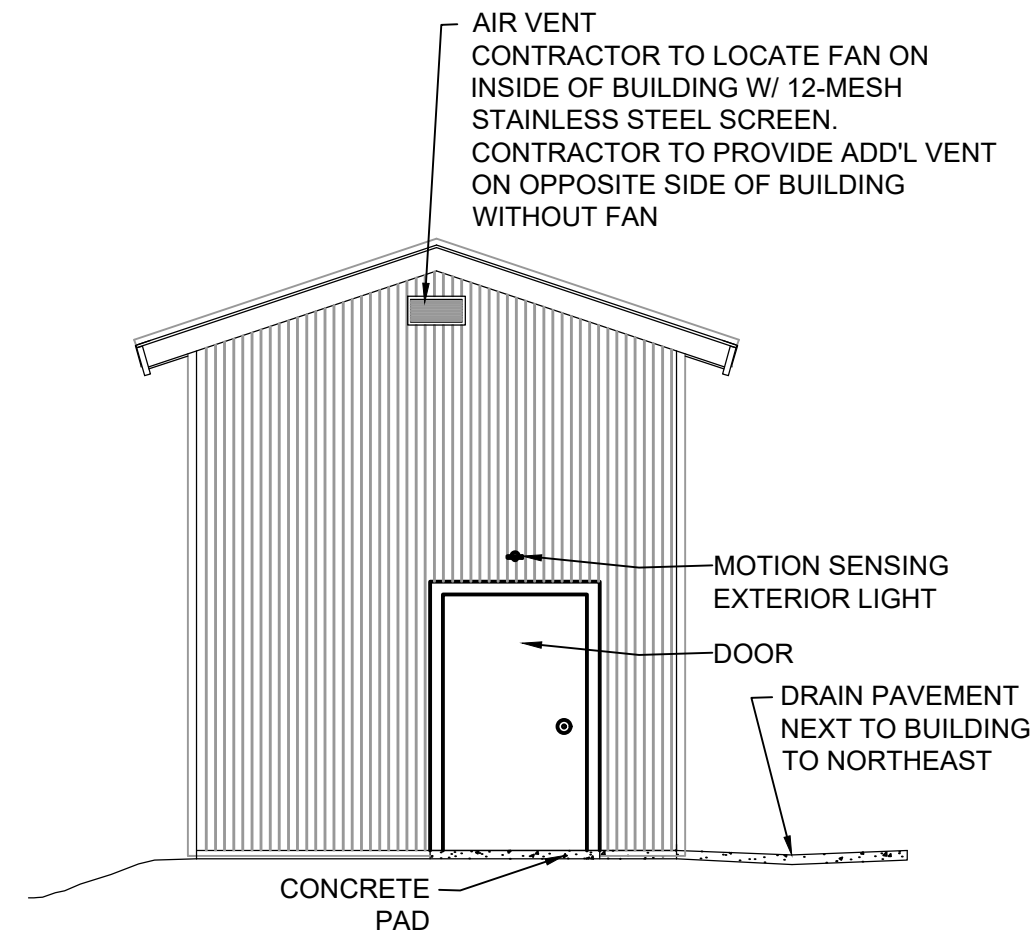 AIR VENT
CONTRACTOR TO LOCATE FAN ON
INSIDE OF BUILDING W/ 12-MESH
STAINLESS STEEL SCREEN.
CONTRACTOR TO PROVIDE ADD'L VENT
ON OPPOSITE SIDE OF BUILDING
WITHOUT FAN
MOTION SENSING
EXTERIOR LIGHT
DOOR
DRAIN PAVEMENT
NEXT TO BUILDING
TO NORTHEAST
CONCRETE
PAD